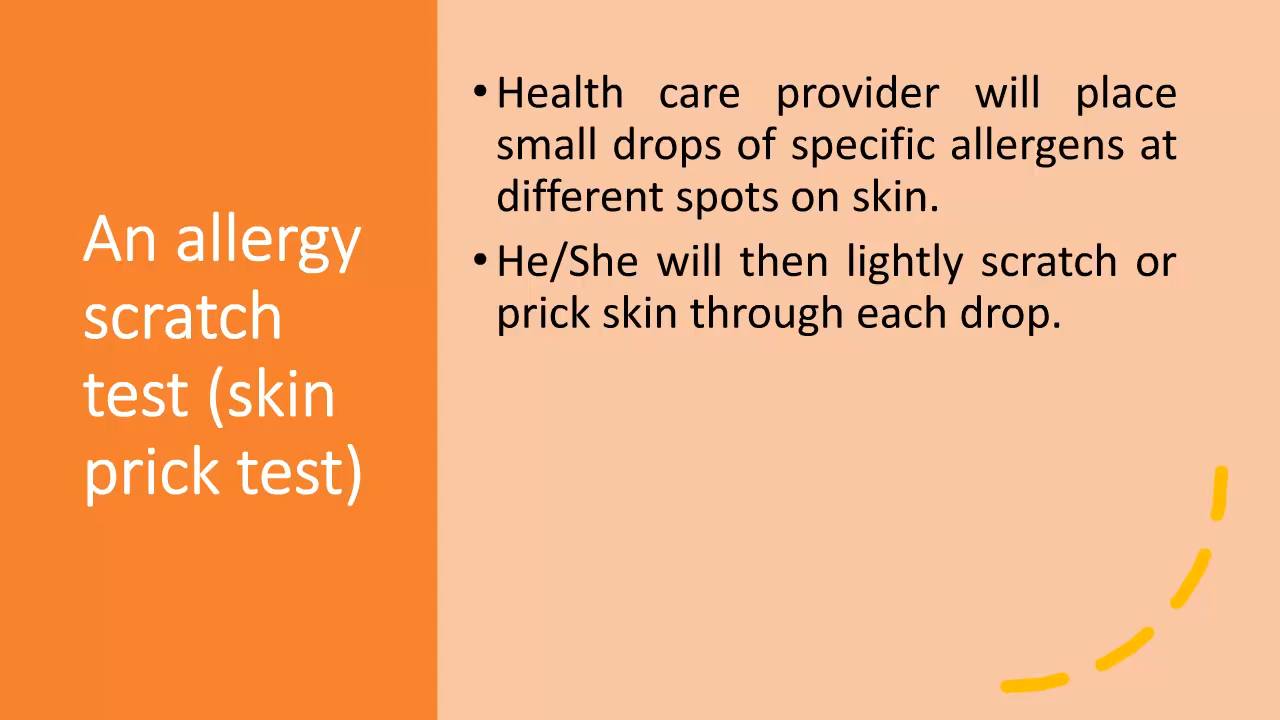 An allergy
scratch
test (skin
prick test)
• Health care provider will place
small drops of specific allergens at
different spots on skin.
• He/She will then lightly scratch or
prick skin through each drop.